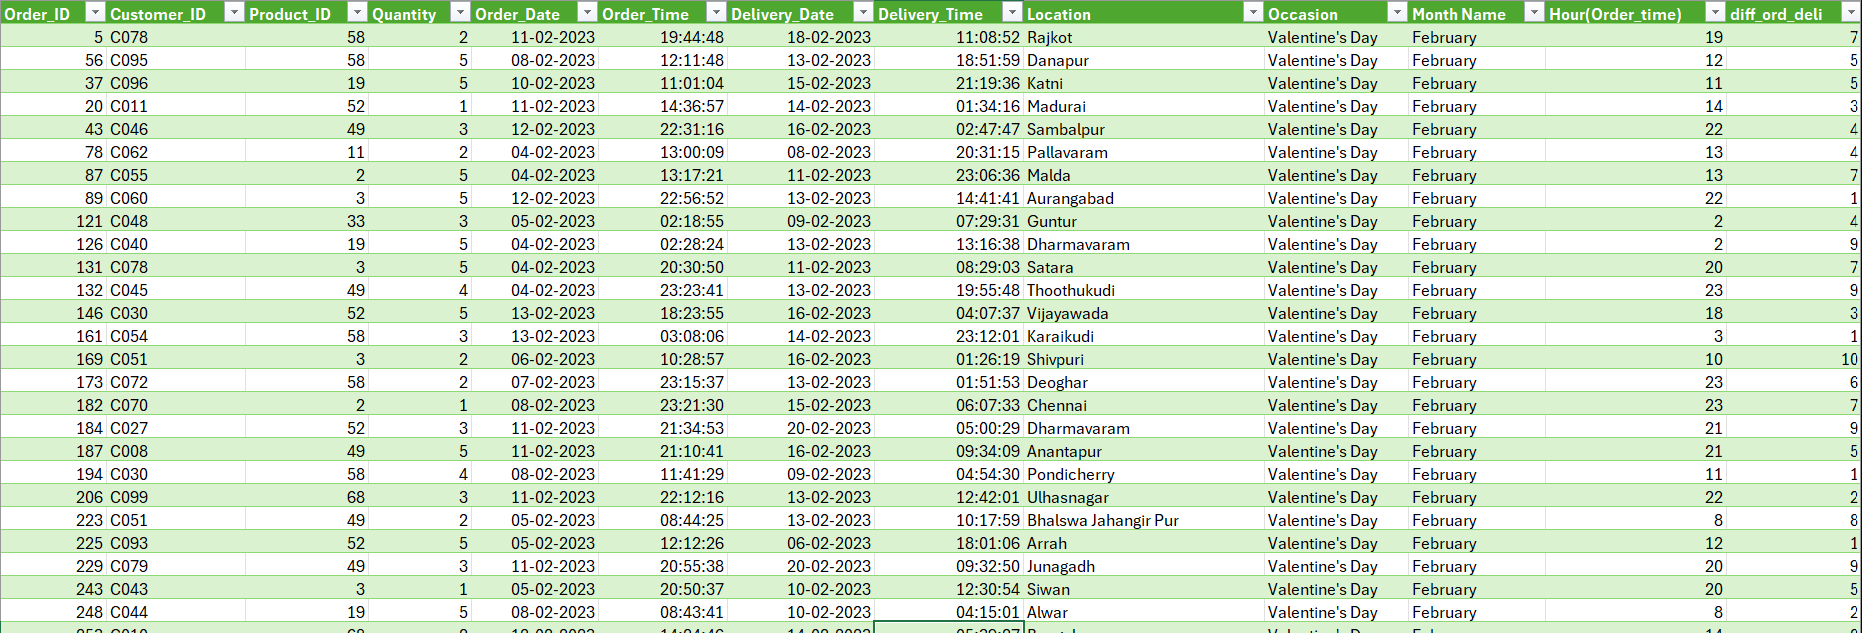 Order_ID Customer_ID Product_ID Quantity Order_Date Order_Time Delivery_Date Delivery_Time Location Occasion Month Name Hour(Order_time) diff_ord_deli
5 C078 58 2 11-02-2023 19:44:48 18-02-2023 11:08:52 Rajkot Valentine's Day February 19 7
56 C095 58 5 08-02-2023 12:11:48 13-02-2023 18:51:59 Danapur Valentine's Day February 12 5
37 C096 19 5 10-02-2023 11:01:04 15-02-2023 21:19:36 Katni Valentine's Day February 11 5
20 C011 52 1 11-02-2023 14:36:57 14-02-2023 01:34:16 Madurai Valentine's Day February 14 3
43 C046 49 3 12-02-2023 22:31:16 16-02-2023 02:47:47 Sambalpur Valentine's Day February 22 4
78 C062 11 2 04-02-2023 13:00:09 08-02-2023 20:31:15 Pallavaram Valentine's Day February 13 4
87 C055 2 5 04-02-2023 13:17:21 11-02-2023 23:06:36 Malda Valentine's Day February 13 7
89 C060 3 5 12-02-2023 22:56:52 13-02-2023 14:41:41 Aurangabad Valentine's Day February 22 1
121 C048 33 3 05-02-2023 02:18:55 09-02-2023 07:29:31 Guntur Valentine's Day February 2 4
126 C040 19 5 04-02-2023 02:28:24 13-02-2023 13:16:38 Dharmavaram Valentine's Day February 2 9
131 C078 3 5 04-02-2023 20:30:50 11-02-2023 08:29:03 Satara Valentine's Day February 20 7
132 C045 49 4 04-02-2023 23:23:41 13-02-2023 19:55:48 Thoothukudi Valentine's Day February 23 9
146 C030 52 5 13-02-2023 18:23:55 16-02-2023 04:07:37 Vijayawada Valentine's Day February 18 3
161 C054 58 3 13-02-2023 03:08:06 14-02-2023 23:12:01 Karaikudi Valentine's Day February 3 1
169 C051 3 2 06-02-2023 10:28:57 16-02-2023 01:26:19 Shivpuri Valentine's Day February 10 10
173 C072 58 2 07-02-2023 23:15:37 13-02-2023 01:51:53 Deoghar Valentine's Day February 23 6
182 C070 2 1 08-02-2023 23:21:30 15-02-2023 06:07:33 Chennai Valentine's Day February 23 7
184 C027 52 3 11-02-2023 21:34:53 20-02-2023 05:00:29 Dharmavaram Valentine's Day February 21 9
187 C008 49 5 11-02-2023 21:10:41 16-02-2023 09:34:09 Anantapur Valentine's Day February 21 5
194 C030 58 4 08-02-2023 11:41:29 09-02-2023 04:54:30 Pondicherry Valentine's Day February 11 1
206 C099 68 3 11-02-2023 22:12:16 13-02-2023 12:42:01 Ulhasnagar Valentine's Day February 22 2
223 C051 49 2 05-02-2023 08:44:25 13-02-2023 10:17:59 Bhalswa Jahangir Pur Valentine's Day February 8 8
225 C093 52 5 05-02-2023 12:12:26 06-02-2023 18:01:06 Arrah Valentine's Day February 12 1
229 C079 49 3 11-02-2023 20:55:38 20-02-2023 09:32:50 Junagadh Valentine's Day February 20 9
243 C043 3 1 05-02-2023 20:50:37 10-02-2023 12:30:54 Siwan Valentine's Day February 20 5
248 C044 19 5 08-02-2023 08:43:41 10-02-2023 04:15:01 Alwar Valentine's Day February 8 2